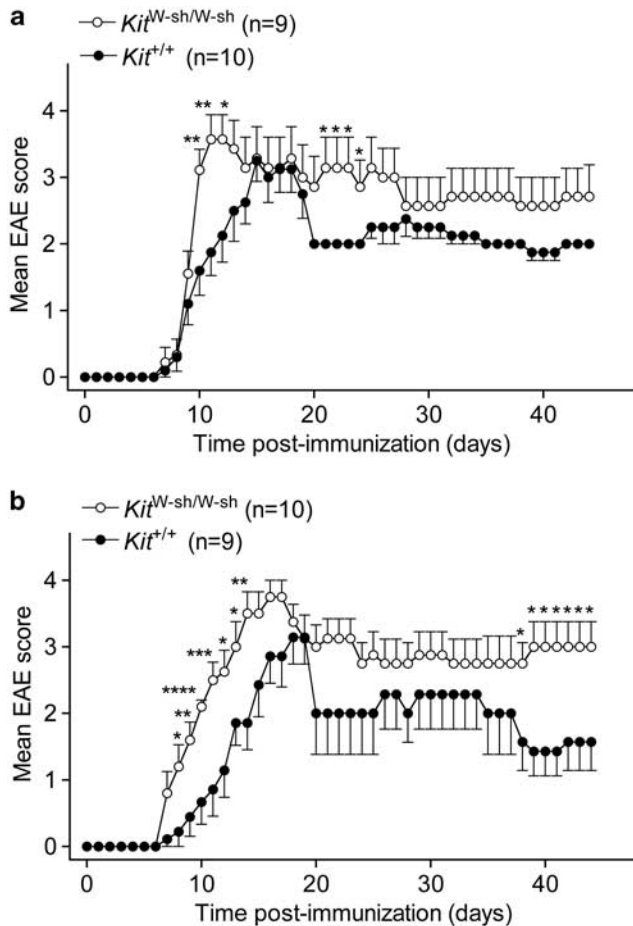 a
KitW-sh/W-sh (n=9)
Kit+/+ (n=10)
4
3
2
1
0
Mean EAE score
** ** * * * * *
0 10 20 30 40
Time post-immunization (days)
b
KitW-sh/W-sh (n=10)
Kit+/+ (n=9)
4
3
2
1
0
Mean EAE score
* ** **** *** * * ** * * * * * * *
0 10 20 30 40
Time post-immunization (days)